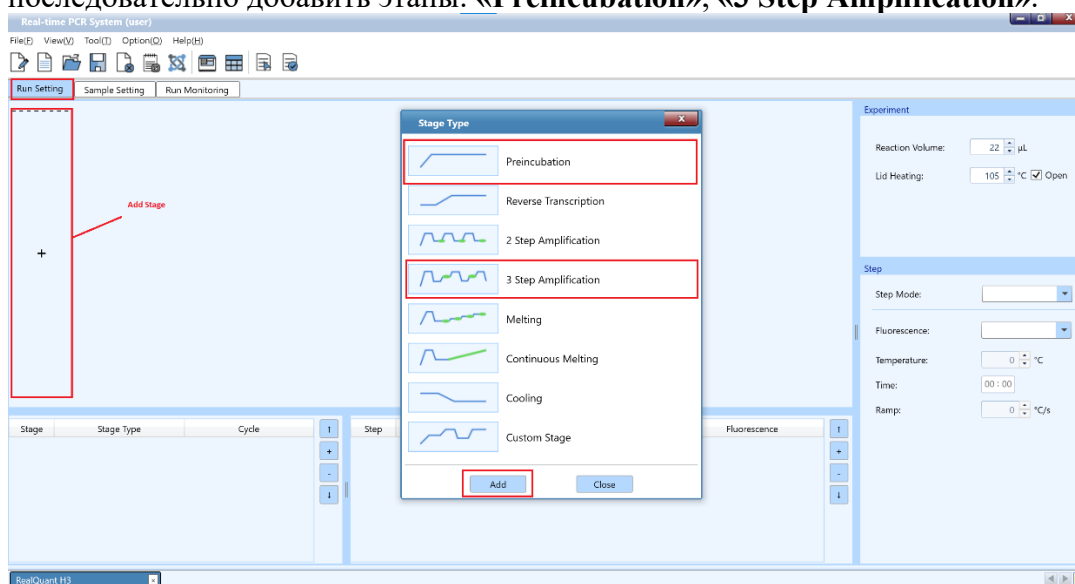 последовательно добавить этапы: «Preincubation», «3 Step Amplification».
Real-time PCR System (user)
File(F) View(V) Tool(T) Option(O) Help(H)
Run Setting Sample Setting Run Monitoring
Add Stage
+
Stage Type
Preincubation
Reverse Transcription
2 Step Amplification
3 Step Amplification
Melting
Continuous Melting
Cooling
Custom Stage
Add Close
Experiment
Reaction Volume: 22 µL
Lid Heating: 105 °C Open
Step
Step Mode:
Fluorescence:
Temperature: 0 °C
Time: 00 : 00
Ramp: 0 °C/s
Stage Stage Type Cycle
Step Fluorescence
RealQuant H3